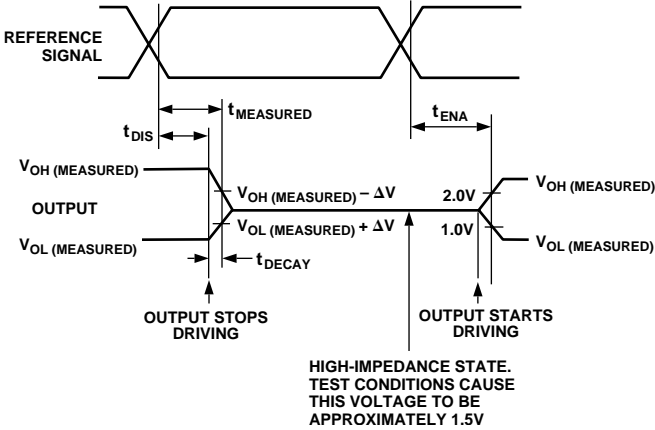 REFERENCE
SIGNAL
tMEASURED
tDIS
tENA
VOH (MEASURED)
VOH (MEASURED) – ΔV
2.0V
VOH (MEASURED)
OUTPUT
VOL (MEASURED)
VOL (MEASURED) + ΔV
1.0V
VOL (MEASURED)
tDECAY
OUTPUT STOPS
DRIVING
OUTPUT STARTS
DRIVING
HIGH-IMPEDANCE STATE.
TEST CONDITIONS CAUSE
THIS VOLTAGE TO BE
APPROXIMATELY 1.5V